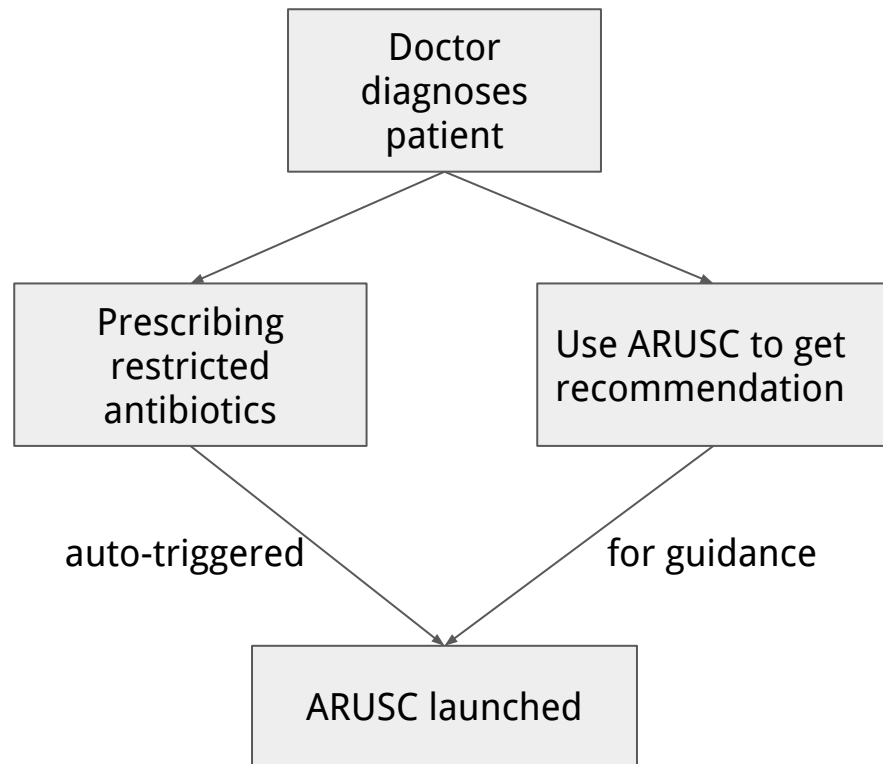 Doctor
diagnoses
patient
Prescribing
restricted
antibiotics
Use ARUSC to get
recommendation
auto-triggered
for guidance
ARUSC launched